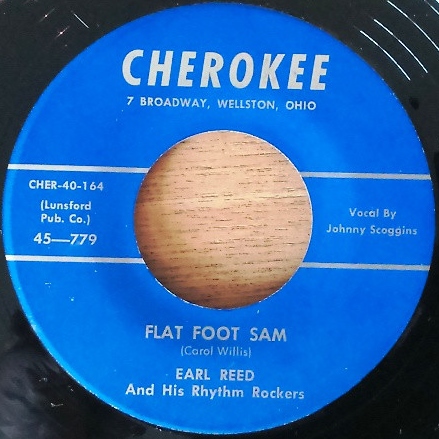 CHEROKEE
7 BROADWAY, WELLSTON, OHIO
CHER-40-164
(Lunsford
Pub. Co.)
45—779
Vocal By
Johnny Scoggins
FLAT FOOT SAM
(Carol Willis)
EARL REED
And His Rhythm Rockers